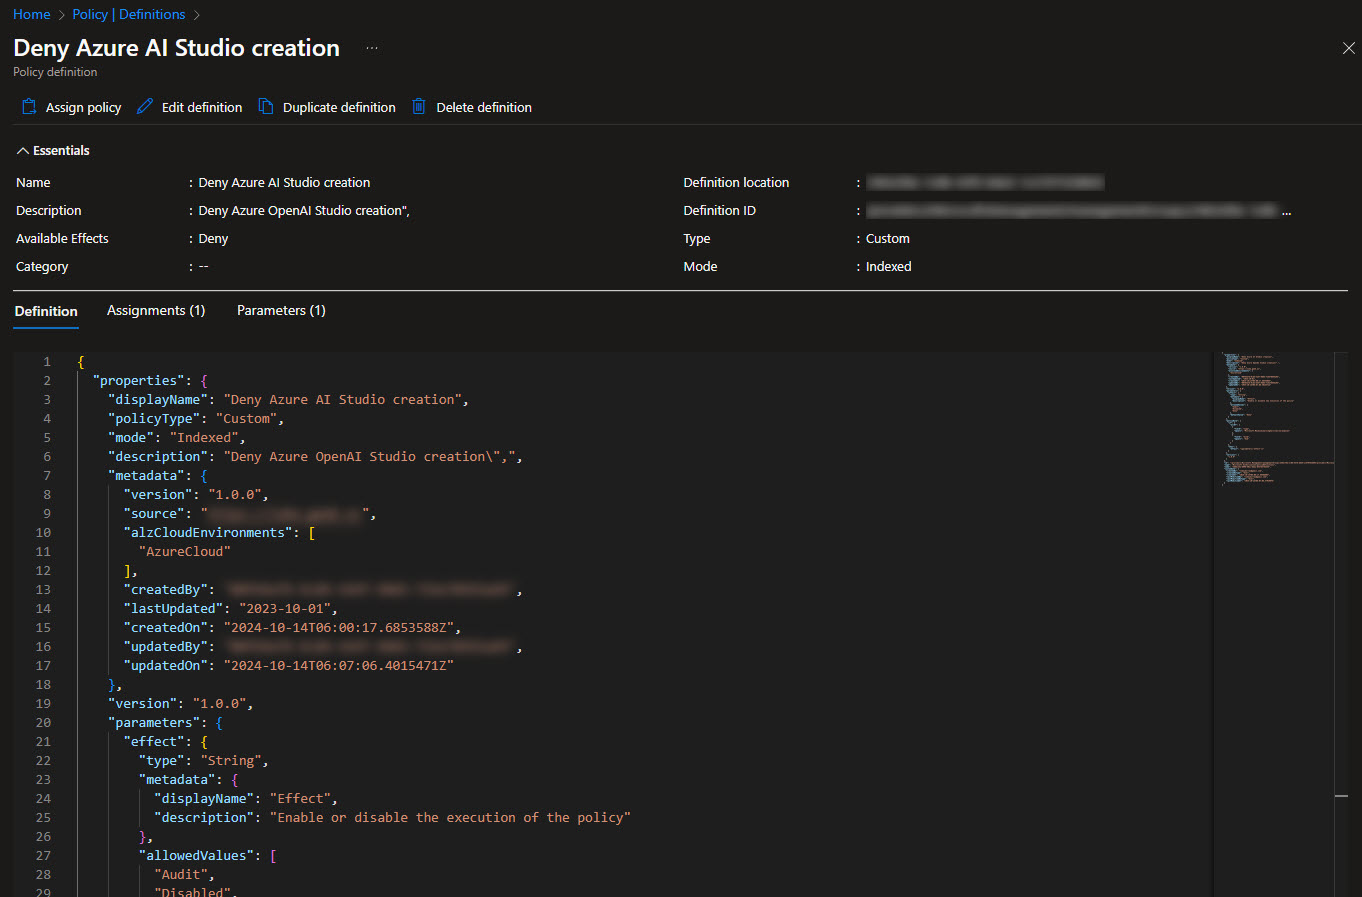 Home > Policy | Definitions >
Deny Azure AI Studio creation ...
Policy definition
Assign policy Edit definition Duplicate definition Delete definition
Essentials
Name : Deny Azure AI Studio creation
Definition location :
Description : Deny Azure OpenAI Studio creation",
Definition ID : ...
Available Effects : Deny
Type : Custom
Category : --
Mode : Indexed
Definition Assignments (1) Parameters (1)
1 {
2 "properties": {
3 "displayName": "Deny Azure AI Studio creation",
4 "policyType": "Custom",
5 "mode": "Indexed",
6 "description": "Deny Azure OpenAI Studio creation\",",
7 "metadata": {
8 "version": "1.0.0",
9 "source": "",
10 "alzCloudEnvironments": [
11 "AzureCloud"
12 ],
13 "createdBy": ,
14 "lastUpdated": "2023-10-01",
15 "createdOn": "2024-10-14T06:00:17.6853588Z",
16 "updatedBy": ,
17 "updatedOn": "2024-10-14T06:07:06.4015471Z"
18 },
19 "version": "1.0.0",
20 "parameters": {
21 "effect": {
22 "type": "String",
23 "metadata": {
24 "displayName": "Effect",
25 "description": "Enable or disable the execution of the policy"
26 },
27 "allowedValues": [
28 "Audit",
29 "Disabled",